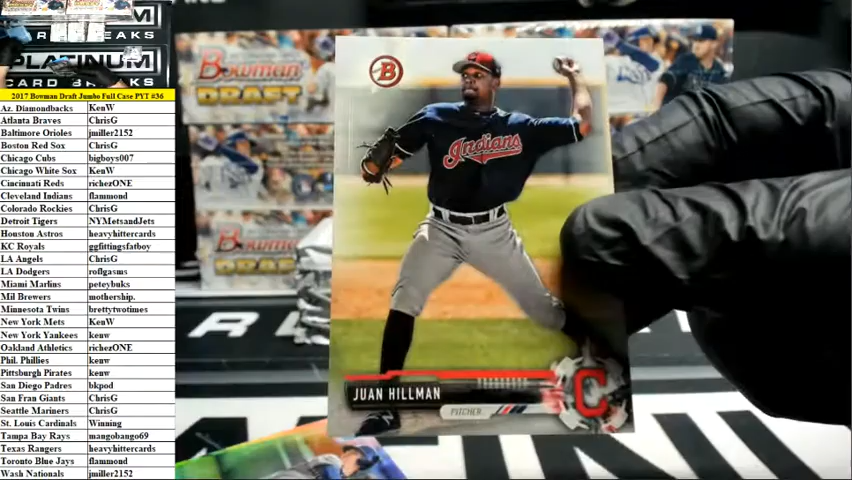 PLATINUM
CARD BREAKS
2017 Bowman Draft Jumbo Full Case PYT #36
Az. Diamondbacks KenW
Atlanta Braves ChrisG
Baltimore Orioles jmiller2152
Boston Red Sox ChrisG
Chicago Cubs bigboys007
Chicago White Sox KenW
Cincinati Reds richezONE
Cleveland Indians flammond
Colorado Rockies ChrisG
Detroit Tigers NYMetsandJets
Houston Astros heavyhittercards
KC Royals ggfittingsfatboy
LA Angels ChrisG
LA Dodgers roflgasms
Miami Marlins peteybuks
Mil Brewers mothership.
Minnesota Twins brettytwotimes
New York Mets KenW
New York Yankees kenw
Oakland Athletics richezONE
Phil. Phillies kenw
Pittsburgh Pirates kenw
San Diego Padres bkpod
San Fran Giants ChrisG
Seattle Mariners ChrisG
St. Louis Cardinals Winning
Tampa Bay Rays mangobango69
Texas Rangers heavyhittercards
Toronto Blue Jays flammond
Wash Nationals jmiller2152
Bowman
DRAFT
Bowman
DRAFT
B
Indians
JUAN HILLMAN
PITCHER
C